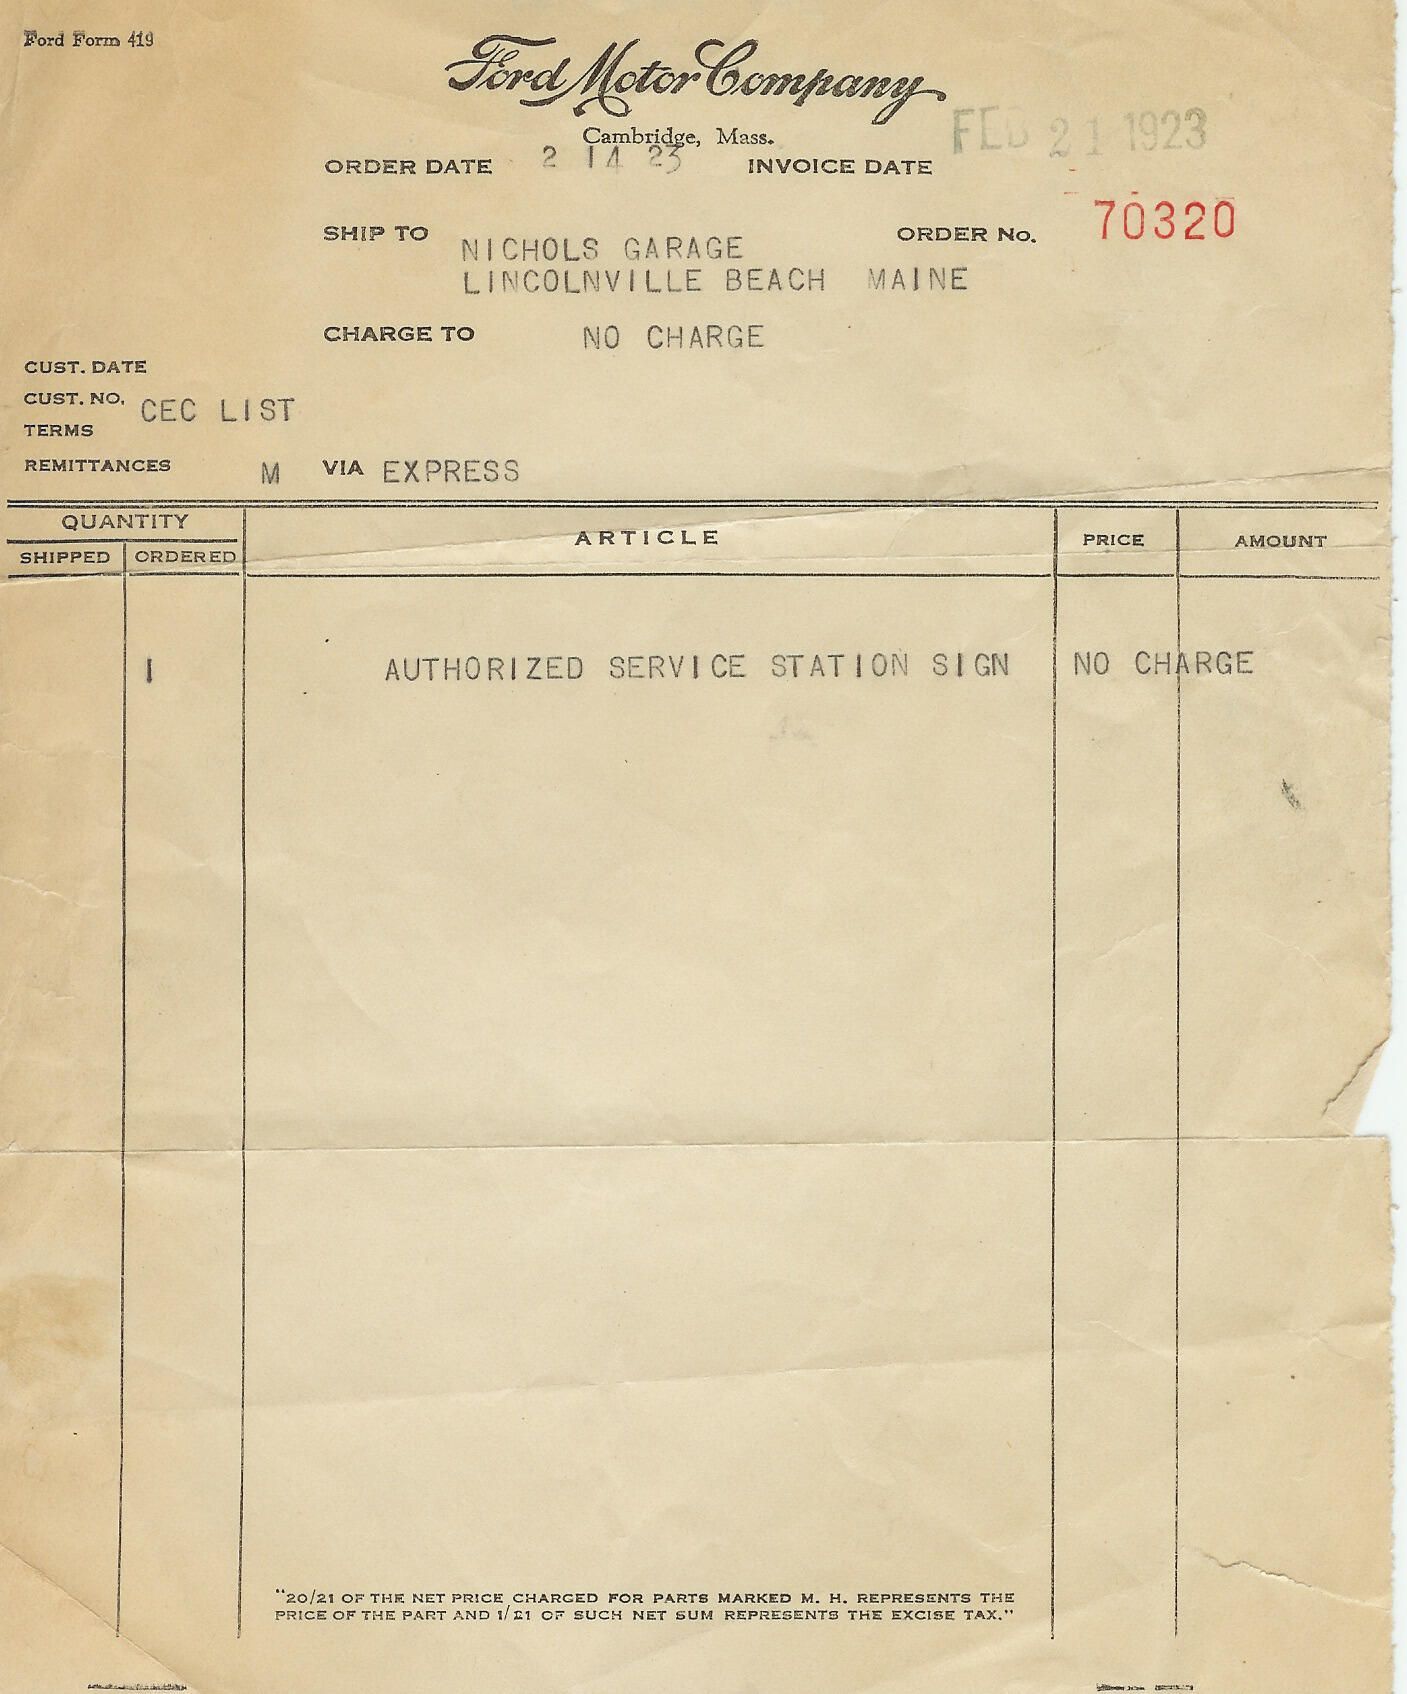 Ford Form 419
Ford Motor Company
Cambridge, Mass.
FEB 21 1923
ORDER DATE 2 14 23 INVOICE DATE
SHIP TO ORDER No. 70320
NICHOLS GARAGE
LINCOLNVILLE BEACH MAINE
CHARGE TO NO CHARGE
CUST. DATE
CUST. NO. CEC LIST
TERMS
REMITTANCES M VIA EXPRESS
QUANTITY ARTICLE PRICE AMOUNT
SHIPPED ORDERED
1 AUTHORIZED SERVICE STATION SIGN NO CHARGE
"20/21 OF THE NET PRICE CHARGED FOR PARTS MARKED M. H. REPRESENTS THE
PRICE OF THE PART AND 1/21 OF SUCH NET SUM REPRESENTS THE EXCISE TAX."